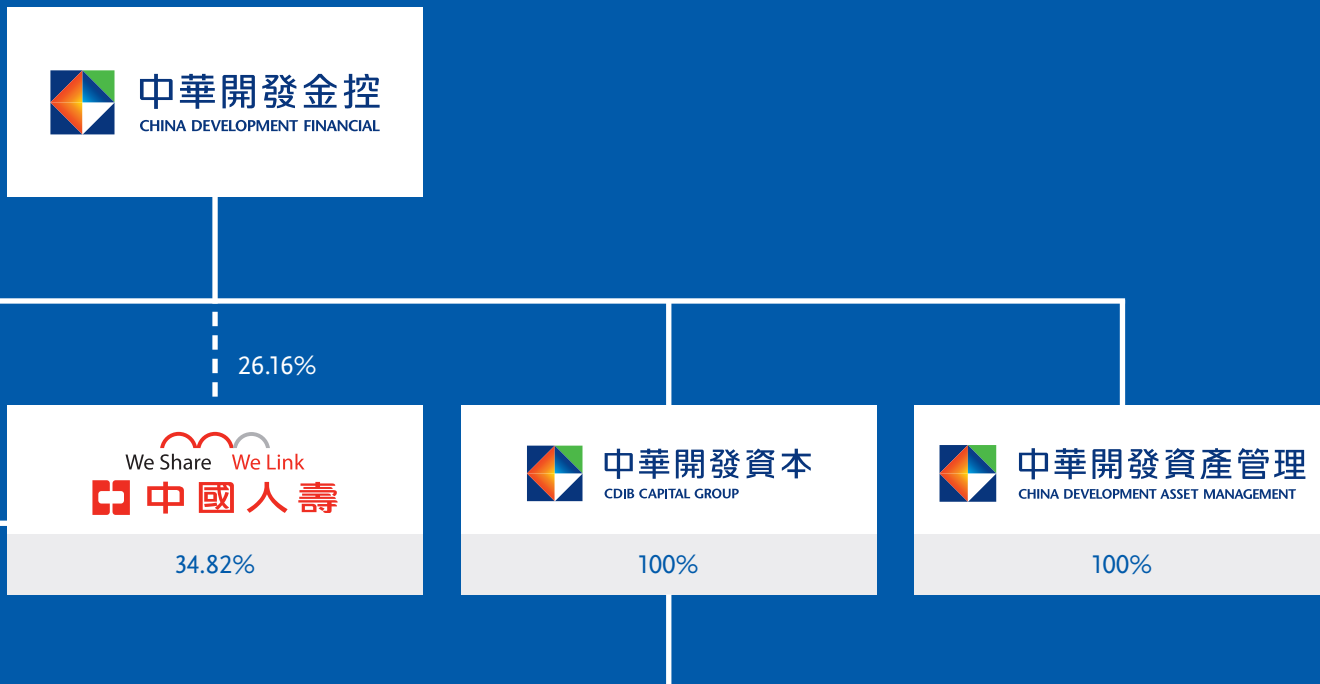 中華開發金控
CHINA DEVELOPMENT FINANCIAL
26.16%
We Share We Link
中國人壽
34.82%
中華開發資本
CDIB CAPITAL GROUP
100%
中華開發資產管理
CHINA DEVELOPMENT ASSET MANAGEMENT
100%